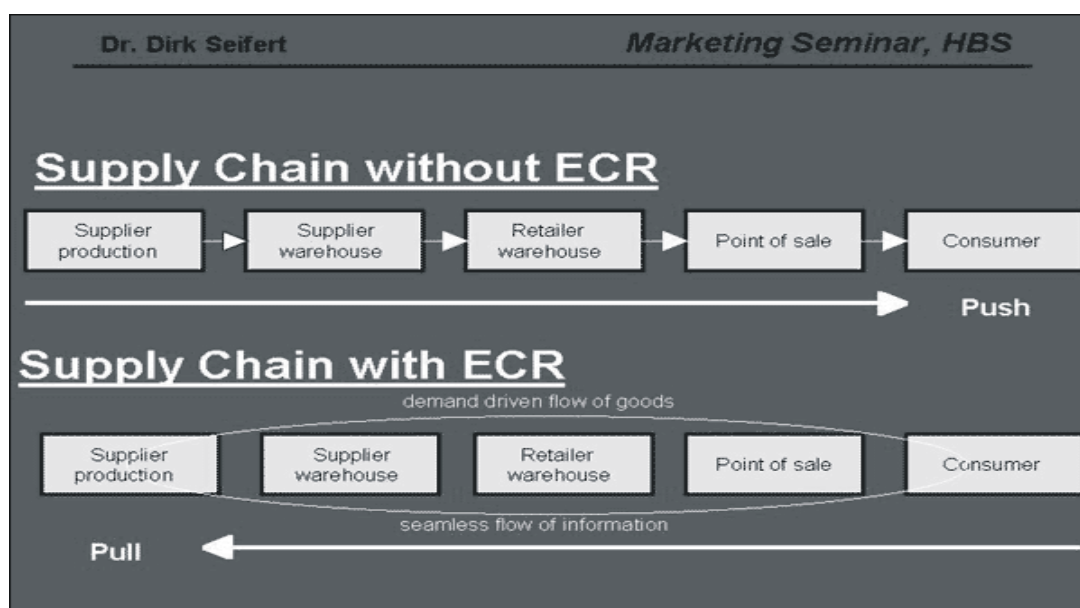 Dr. Dirk Seifert
Marketing Seminar, HBS
Supply Chain without ECR
Supplier
production
Supplier
warehouse
Retailer
warehouse
Point of sale
Consumer
Push
Supply Chain with ECR
demand driven flow of goods
Supplier
production
Supplier
warehouse
Retailer
warehouse
Point of sale
Consumer
seamless flow of information
Pull